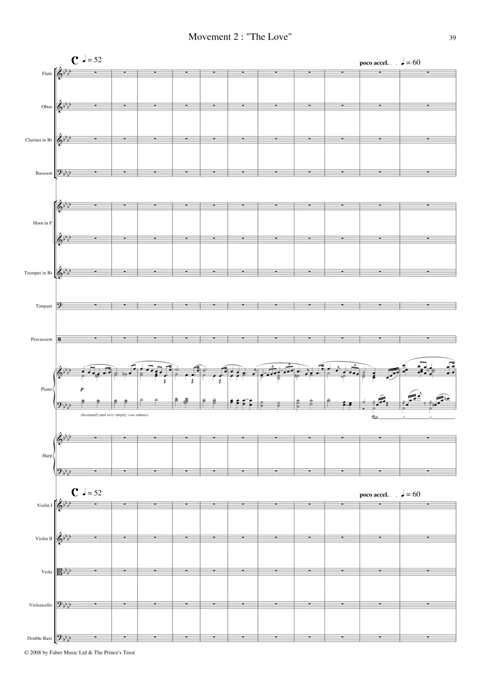 Movement 2 : "The Love"
39
C ♩ = 52
poco accel. . . ♩ = 60
Flute
Oboe
Clarinet in B♭
Bassoon
Horn in F
Trumpet in B♭
Timpani
Percussion
Piano
p
(hesitantly and very simply, con rubato)
Harp
C ♩ = 52
poco accel. . . ♩ = 60
Violin I
Violin II
Viola
Violoncello
Double Bass
© 2008 by Faber Music Ltd & The Prince's Trust